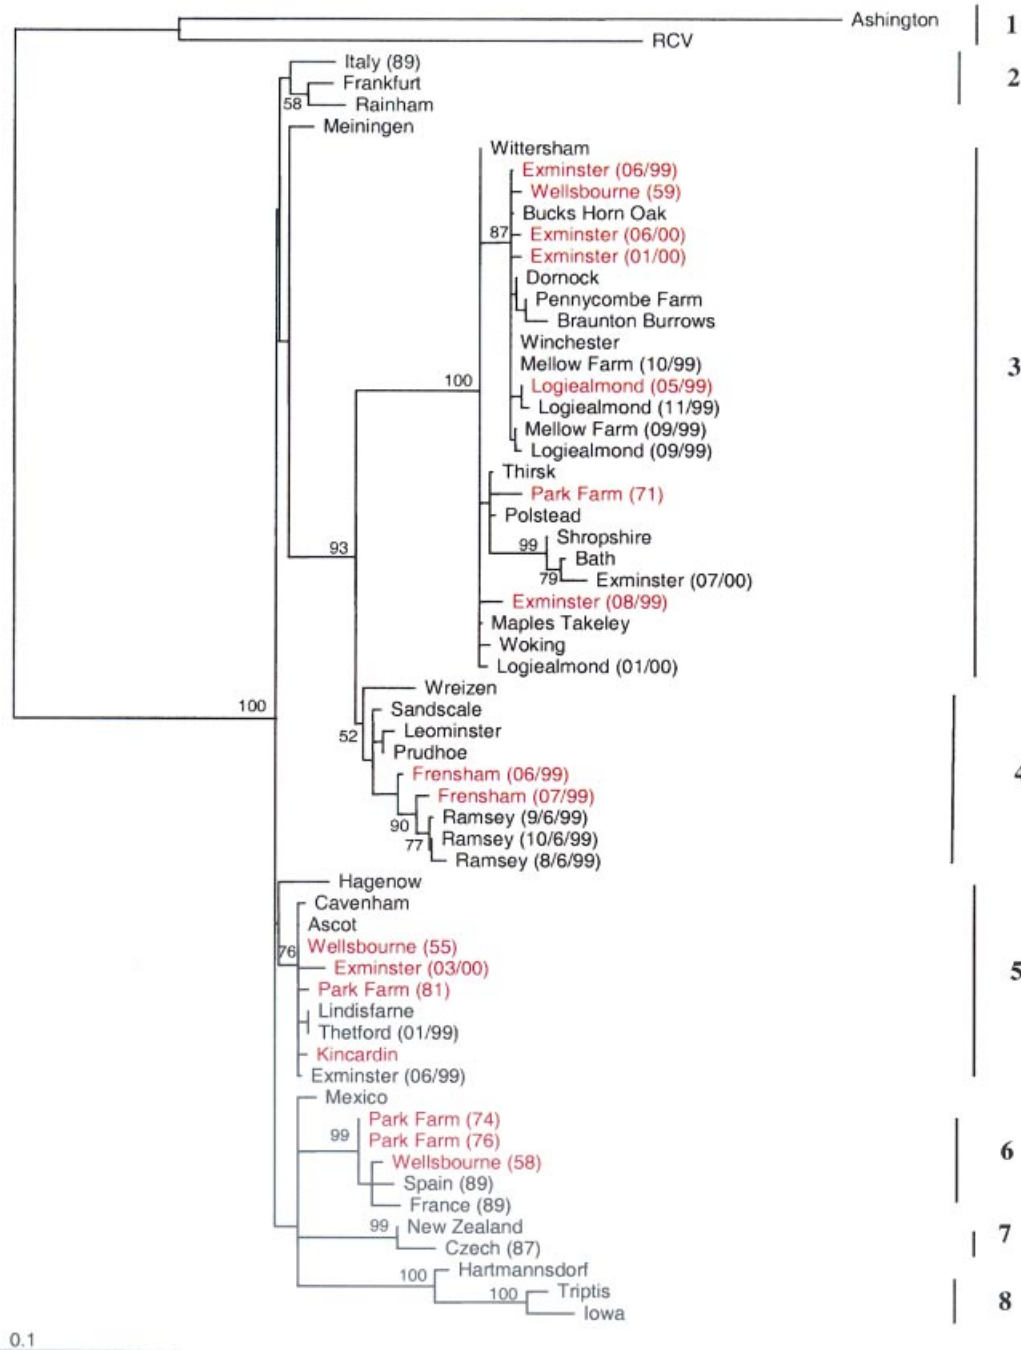 Ashington
1
RCV
Italy (89)
2
Frankfurt
58
Rainham
Meiningen
Wittersham
Exminster (06/99)
Wellsbourne (59)
Bucks Horn Oak
87
Exminster (06/00)
Exminster (01/00)
Dornock
Pennycombe Farm
Braunton Burrows
Winchester
Mellow Farm (10/99)
3
100
Logiealmond (05/99)
Logiealmond (11/99)
Mellow Farm (09/99)
Logiealmond (09/99)
Thirsk
Park Farm (71)
Polstead
Shropshire
99
93
Bath
79
Exminster (07/00)
Exminster (08/99)
Maples Takeley
Woking
Logiealmond (01/00)
Wreizen
100
Sandscale
Leominster
52
Prudhoe
4
Frensham (06/99)
Frensham (07/99)
Ramsey (9/6/99)
90
Ramsey (10/6/99)
77
Ramsey (8/6/99)
Hagenow
Cavenham
Ascot
Wellsbourne (55)
76
Exminster (03/00)
5
Park Farm (81)
Lindisfarne
Thetford (01/99)
Kincardin
Exminster (06/99)
Mexico
Park Farm (74)
99
Park Farm (76)
6
Wellsbourne (58)
Spain (89)
France (89)
99
New Zealand
7
Czech (87)
Hartmannsdorf
100
Triptis
100
8
Iowa
0.1